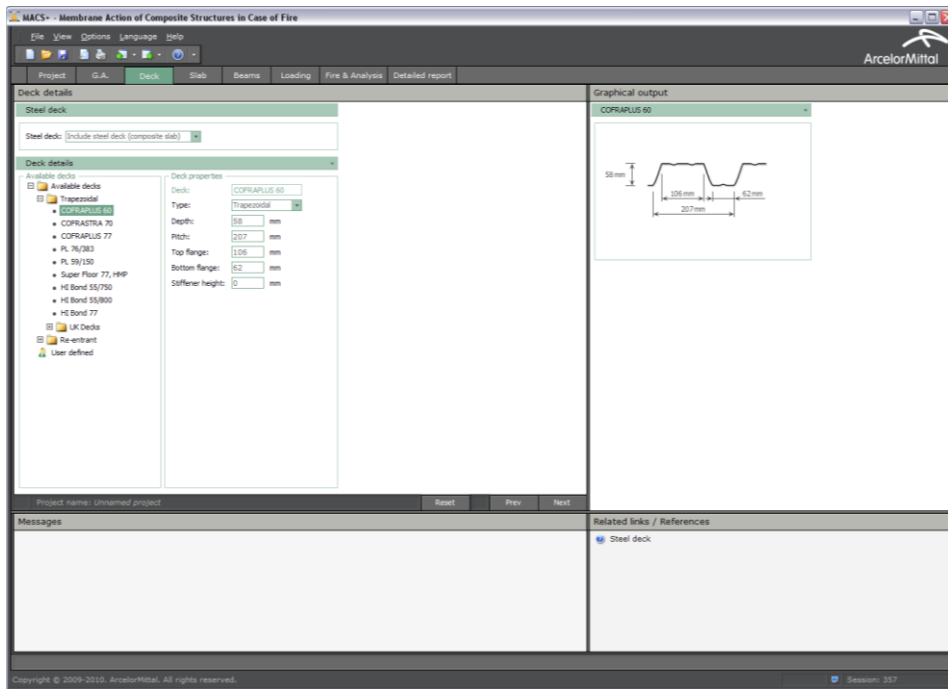 MACS+ - Membrane Action of Composite Structures in Case of Fire
File View Options Language Help
ArcelorMittal
Project G.A. Deck Slab Beams Loading Fire & Analysis Detailed report
Deck details
Steel deck
Steel deck: Include steel deck (composite slab)
Deck details
Available decks
Available decks
Trapezoidal
COFRAPLUS 60
COFRASTRA 70
COFRAPLUS 77
PL 76/383
PL 59/150
Super Floor 77, HMP
HI Bond 55/750
HI Bond 55/800
HI Bond 77
UK Decks
Re-entrant
User defined
Deck properties
Deck: COFRAPLUS 60
Type: Trapezoidal
Depth: 58 mm
Pitch: 207 mm
Top flange: 106 mm
Bottom flange: 62 mm
Stiffener height: 0 mm
Project name: Unnamed project
Reset Prev Next
Graphical output
COFRAPLUS 60
58 mm
106 mm 62 mm
207 mm
Messages
Related links / References
Steel deck
Copyright © 2009-2010. ArcelorMittal. All rights reserved.
Session: 357